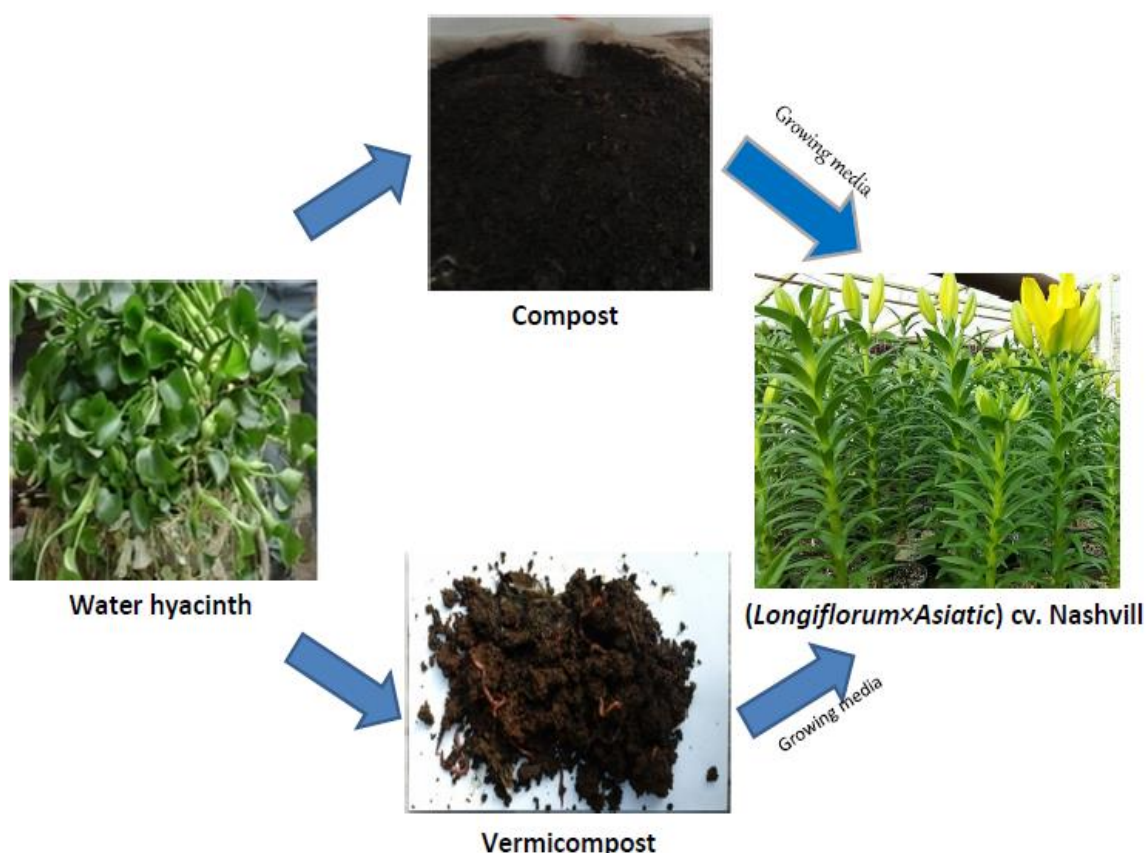 Growing media
Compost
Water hyacinth
(Longiflorum×Asiatic) cv. Nashvill
Growing media
Vermicompost